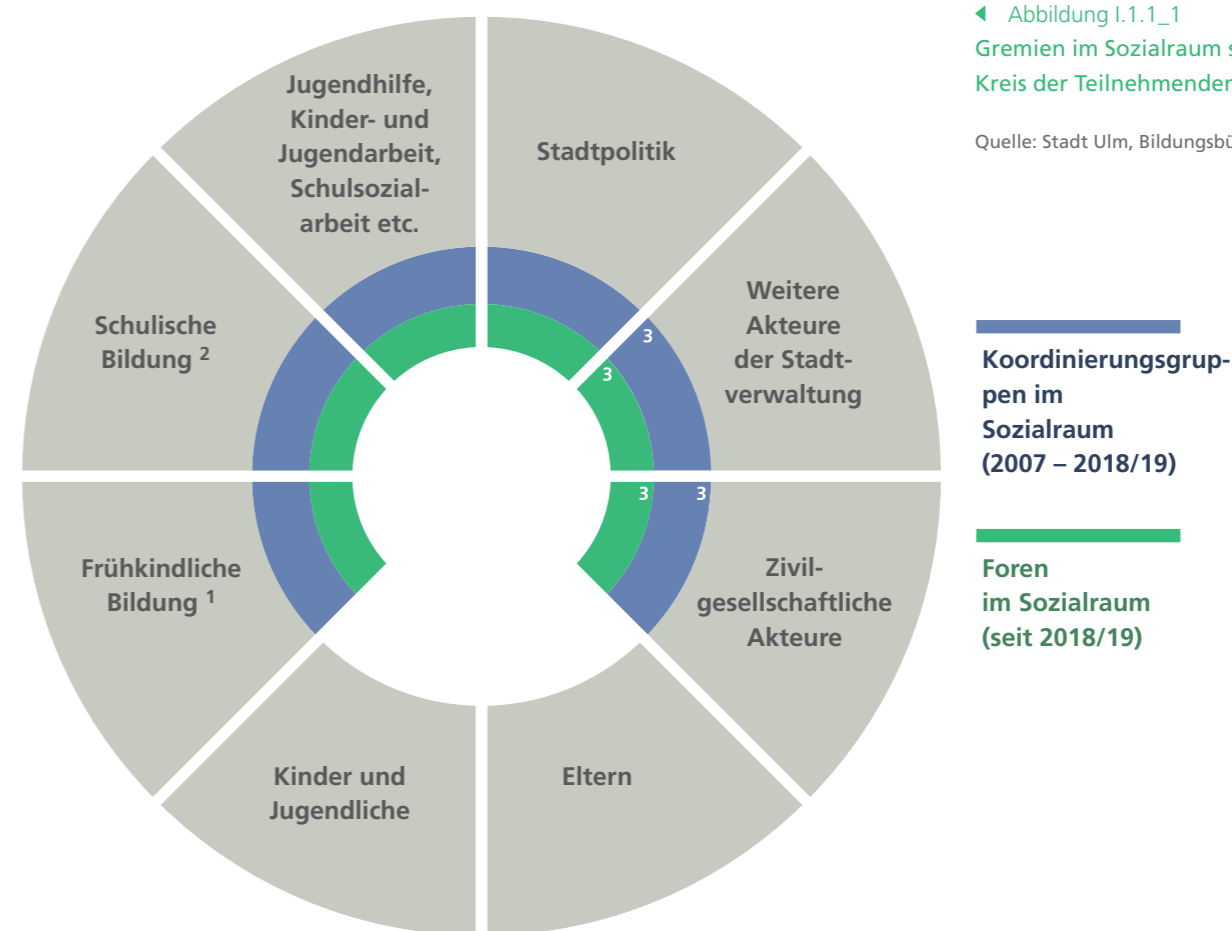 Abbildung I.1.1_1
Gremien im Sozialraum
Kreis der
Quelle: Stadt Ulm,
Jugendhilfe,
Kinder- und
Jugendarbeit,
Schulsozial-
arbeit etc.
Stadtpolitik
Weitere
Akteure
der Stadt-
verwaltung
3
3
Schulische
Bildung 2
Frühkindliche
Bildung 1
3
3
Zivil-
gesellschaftliche
Akteure
Kinder und
Jugendliche
Eltern
Koordinierungsgrup-
pen im
Sozialraum
(2007 – 2018/19)
Foren
im Sozialraum
(seit 2018/19)